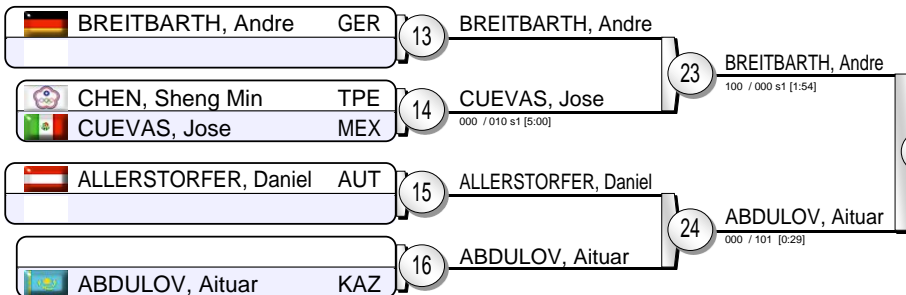 BREITBARTH, Andre GER
13
BREITBARTH, Andre
CHEN, Sheng Min TPE
CUEVAS, Jose MEX
14
CUEVAS, Jose
000 / 010 s1 [5:00]
23
BREITBARTH, Andre
100 / 000 s1 [1:54]
ALLERSTORFER, Daniel AUT
15
ALLERSTORFER, Daniel
ABDULOV, Aituar KAZ
16
ABDULOV, Aituar
24
ABDULOV, Aituar
000 / 101 [0:29]